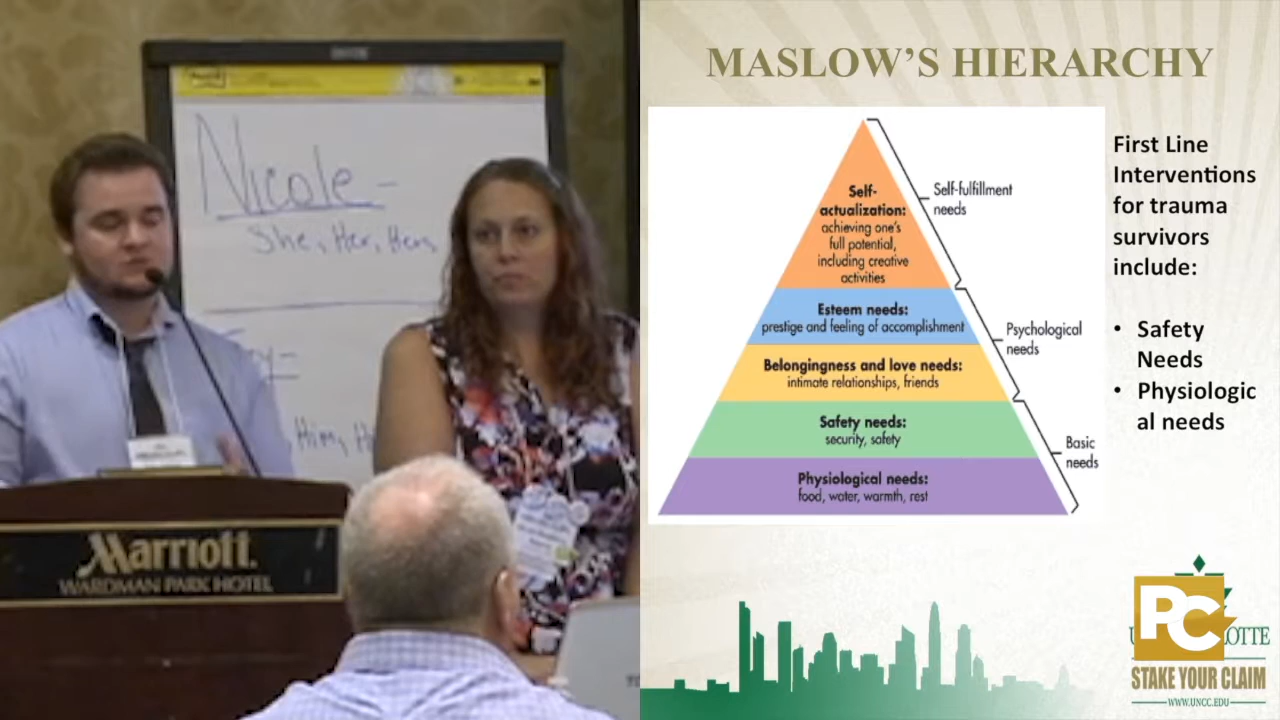 Nicole-
She, Her, Hers
Him,
Marriott.
WARDMAN PARK HOTEL
MASLOW'S HIERARCHY
Self-
actualization:
achieving one's
full potential,
including creative
activities
Esteem needs:
prestige and feeling of accomplishment
Belongingness and love needs:
intimate relationships, friends
Safety needs:
security, safety
Physiological needs:
food, water, warmth, rest
Self-fulfillment
needs
Psychological
needs
Basic
needs
First Line
Interventions
for trauma
survivors
include:
• Safety
Needs
• Physiologic
al needs
PC
OTTE
STAKE YOUR CLAIM
WWW.UNCC.EDU